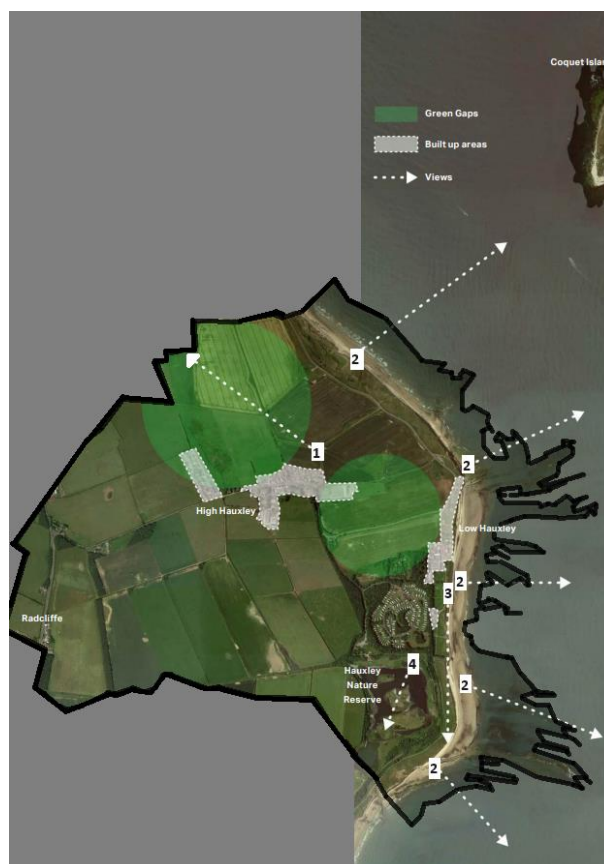 Coquet Island
Green Gaps
Built up areas
Views
2
1
2
High Hauxley
Low Hauxley
2
3
Radcliffe
4
Hauxley
Nature
Reserve
2
2